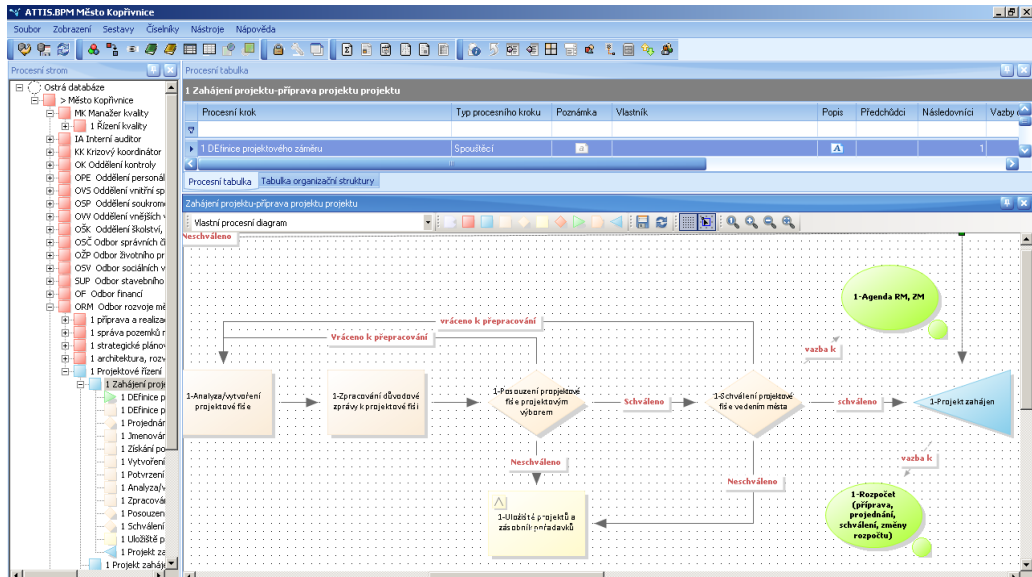 ATTIS.BPM Město Kopřivnice
Soubor Zobrazení Sestavy Číselníky Nástroje Nápověda
Procesní strom
Ostrá databáze
> Město Kopřivnice
MK Manažer kvality
1 Řízení kvality
IA Interní auditor
KK Krizový koordinátor
OK Oddělení kontroly
OPE Oddělení personál
OVS Oddělení vnitřní sp
OSP Oddělení soukrom
OVV Oddělení vnějších v
OŠK Oddělení školství,
OSČ Odbor správních či
OŽP Odbor životního pr
OSV Odbor sociálních v
SUP Odbor stavebního
OF Odbor financí
ORM Odbor rozvoje mě
1 příprava a realiza
1 správa pozemků r
1 strategické plánov
1 architektura, rozv
1 Projektové řízení
1 Zahájení proje
1 DEfinice p
1 DEfinice p
1 Projednár
1 Jmenovár
1 Získání po
1 Vytvoření
1 Potvrzení
1 Analýza/v
1 Zpracovár
1 Posouzen
1 Schválení
1 Uložiště p
1 Projekt za
1 Projekt zaháje
Procesní tabulka
1 Zahájení projektu-příprava projektu projektu
Procesní krok Typ procesního kroku Poznámka Vlastník Popis Předchůdci Následovníci Vazby
1 DEfinice projektového záměru Spouštěcí a A 1
Procesní tabulka Tabulka organizační struktury
Zahájení projektu-příprava projektu projektu
Vlastní procesní diagram
Neschváleno
1-Agenda RM, ZM
vráceno k přepracování
Vráceno k přepracování
vazba k
1-Analyza/vytvoření
projektové fiše
1-Zpracování důvodové
zprávy k projektové fiši
1-Posouzení projektové
fiše projektovým
výborem
Schváleno
1-Schválení projektové
fiše vedením města
schváleno
1-Projekt zahájen
Neschváleno
Neschváleno
vazba k
1-Uložiště projektů a
zásobník požadavků
1-Rozpočet
(příprava,
projednání,
schválení, změny
rozpočtu)